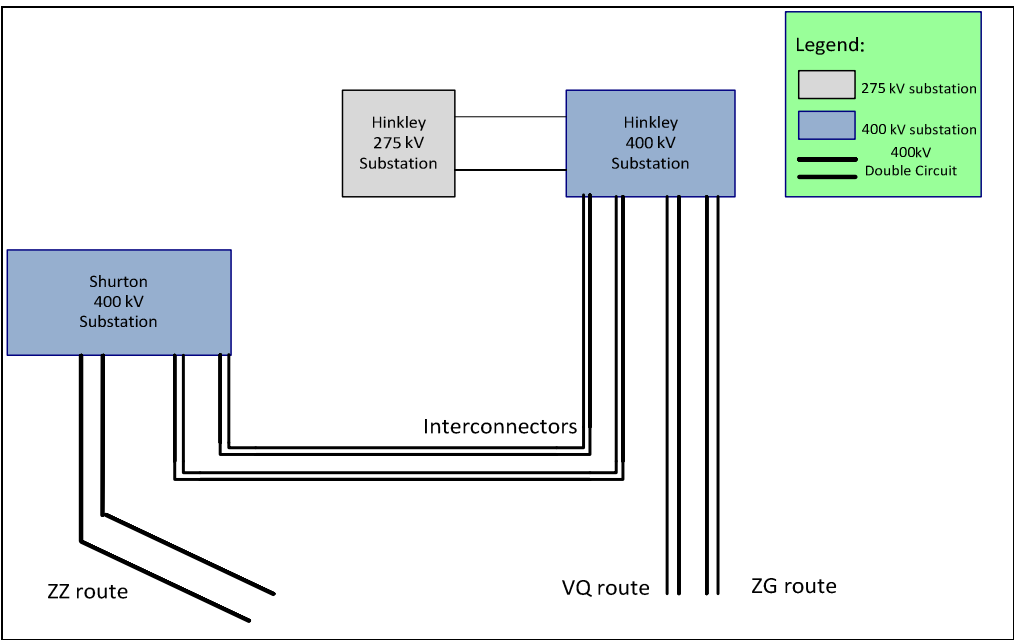 Legend:
275 kV substation
400 kV substation
400kV
Double Circuit
Hinkley
275 kV
Substation
Hinkley
400 kV
Substation
Shurton
400 kV
Substation
Interconnectors
ZZ route
VQ route
ZG route